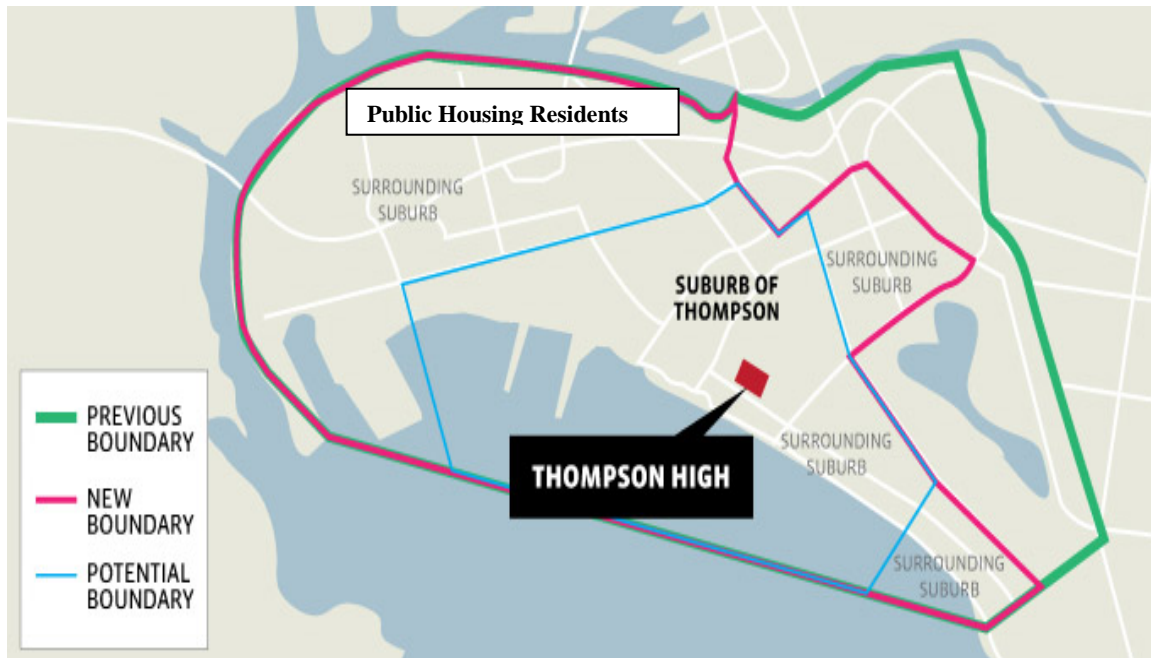 Public Housing Residents
SURROUNDING
SUBURB
SURROUNDING
SUBURB
SUBURB OF
THOMPSON
THOMPSON HIGH
SURROUNDING
SUBURB
SURROUNDING
SUBURB
PREVIOUS
BOUNDARY
NEW
BOUNDARY
POTENTIAL
BOUNDARY